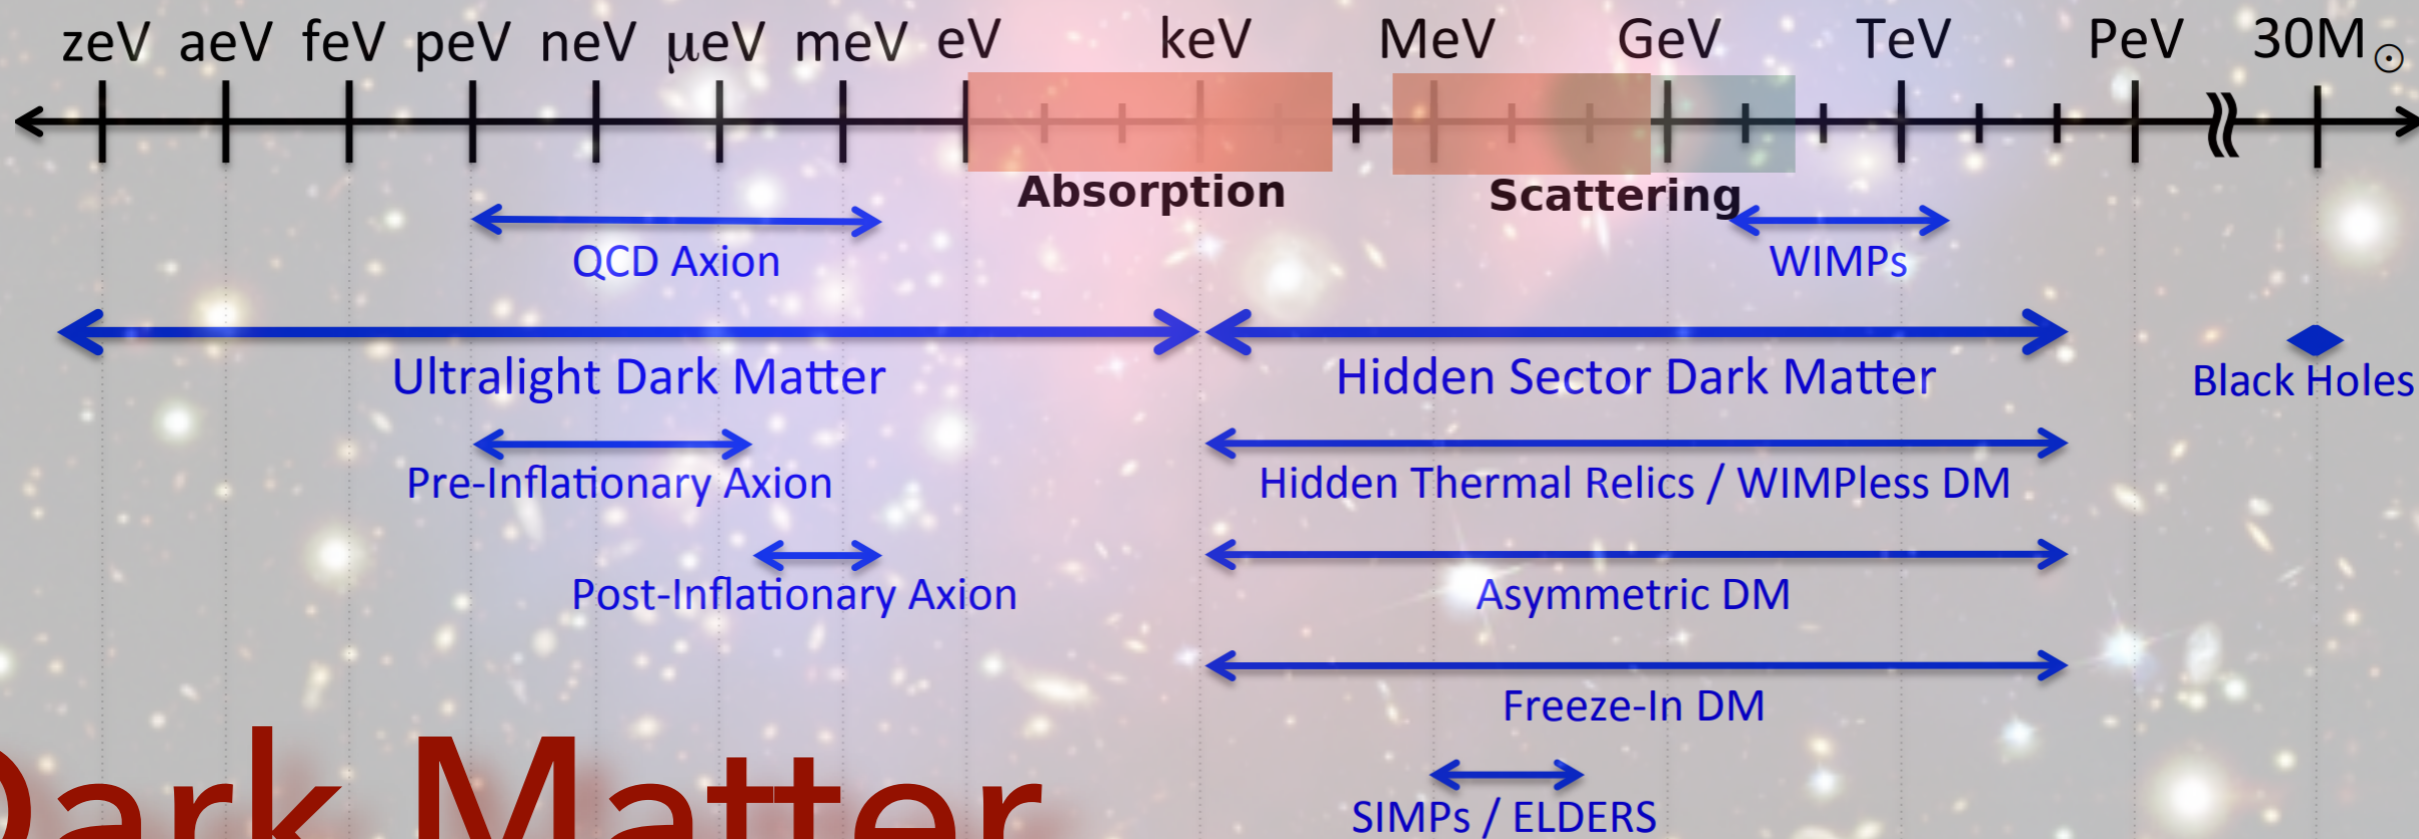 zeV aeV feV peV neV μeV meV eV keV MeV GeV TeV PeV 30M☉
Absorption
Scattering
QCD Axion
WIMPs
Ultralight Dark Matter
Hidden Sector Dark Matter
Black Holes
Pre-Inflationary Axion
Hidden Thermal Relics / WIMPless DM
Post-Inflationary Axion
Asymmetric DM
Freeze-In DM
SIMPs / ELDERS
Dark Matter